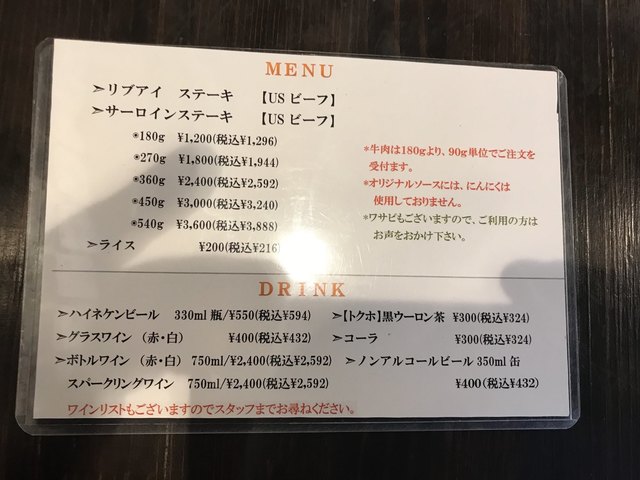 MENU
➣リブアイ ステーキ 【US ビーフ】
➣サーロインステーキ 【US ビーフ】
◉180g ¥1,200(税込¥1,296)
◉270g ¥1,800(税込¥1,944)
◉360g ¥2,400(税込¥2,592)
◉450g ¥3,000(税込¥3,240)
◉540g ¥3,600(税込¥3,888)
➣ライス ¥200(税込¥216)
*牛肉は180gより、90g単位でご注文を
受付ます。
*オリジナルソースには、にんにくは
使用しておりません。
*ワサビもございますので、ご利用の方は
お声をおかけ下さい。
DRINK
➣ハイネケンビール 330ml 瓶/¥550(税込¥594)
➣グラスワイン (赤・白) ¥400(税込¥432)
➣ボトルワイン (赤・白) 750ml/¥2,400(税込¥2,592)
スパークリングワイン 750ml/¥2,400(税込¥2,592)
➣【トクホ】黒ウーロン茶 ¥300(税込¥324)
➣コーラ ¥300(税込¥324)
➣ノンアルコールビール 350ml 缶
¥400(税込¥432)
ワインリストもございますのでスタッフまでお尋ねください。